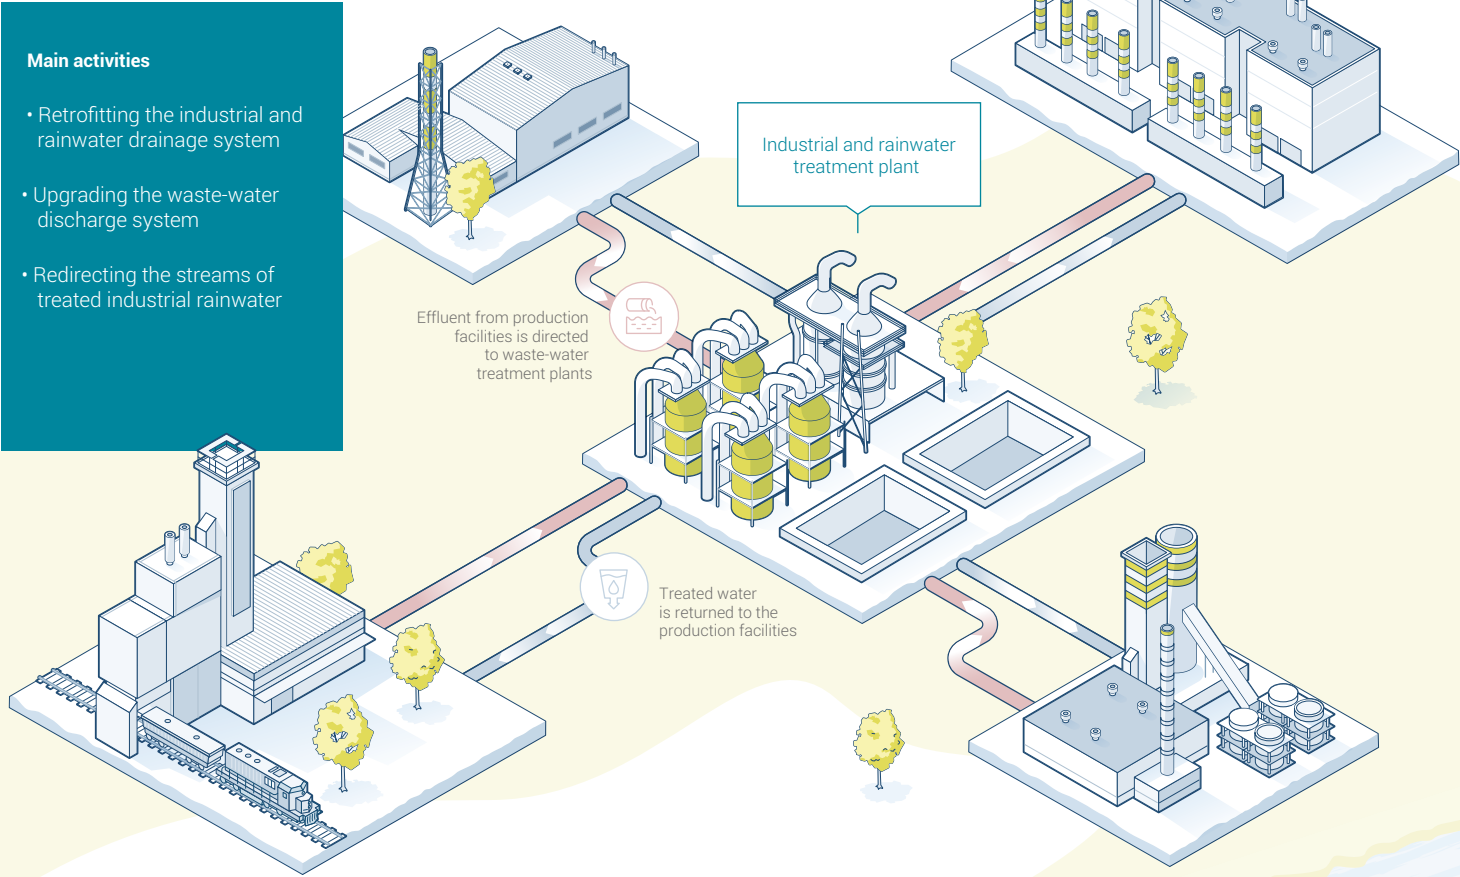 Main activities
• Retrofitting the industrial and
rainwater drainage system
• Upgrading the waste-water
discharge system
• Redirecting the streams of
treated industrial rainwater
Industrial and rainwater
treatment plant
Effluent from production
facilities is directed
to waste-water
treatment plants
Treated water
is returned to the
production facilities